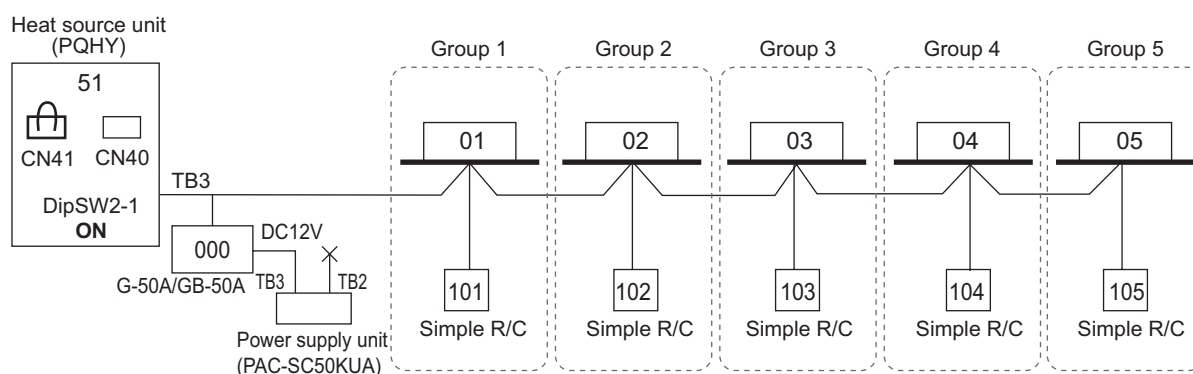 Heat source unit
(PQHY)
51
CN41
CN40
DipSW2-1
ON
TB3
000
G-50A/GB-50A
DC12V
TB3
TB2
Power supply unit
(PAC-SC50KUA)
Group 1
01
101
Simple R/C
Group 2
02
102
Simple R/C
Group 3
03
103
Simple R/C
Group 4
04
104
Simple R/C
Group 5
05
105
Simple R/C